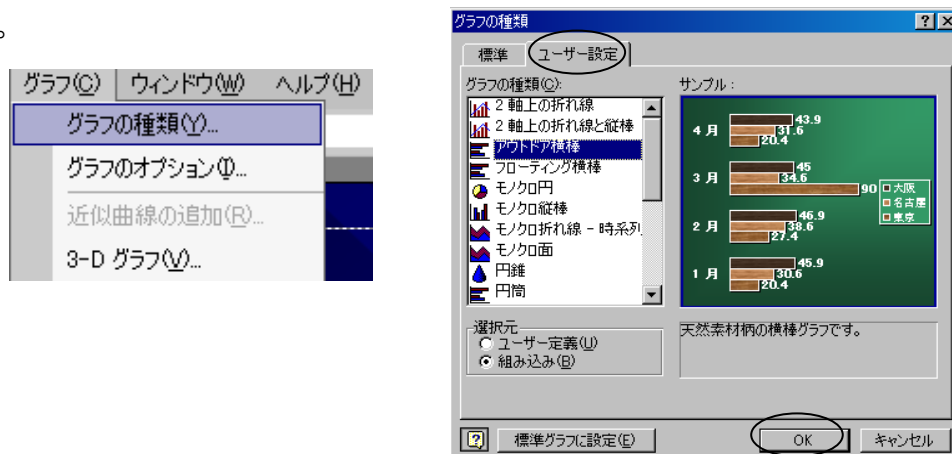 。
グラフ(C) ウィンドウ(W) ヘルプ(H)
グラフの種類(Y)...
グラフのオプション(I)...
近似曲線の追加(R)...
3-D グラフ(V)...
グラフの種類
標準 ユーザー設定
グラフの種類(C):
2 軸上の折れ線
2 軸上の折れ線と縦棒
アウトドア横棒
フローティング横棒
モノクロ円
モノクロ縦棒
モノクロ折れ線 - 時系列
モノクロ面
円錐
円筒
選択元
ユーザー定義(U)
組み込み(B)
サンプル:
4 月 43.9 31.6 20.4
3 月 45 34.6 90
2 月 46.9 38.6 27.4
1 月 45.9 30.6 20.4
大阪
名古屋
東京
天然素材柄の横棒グラフです。
標準グラフに設定(E) OK キャンセル